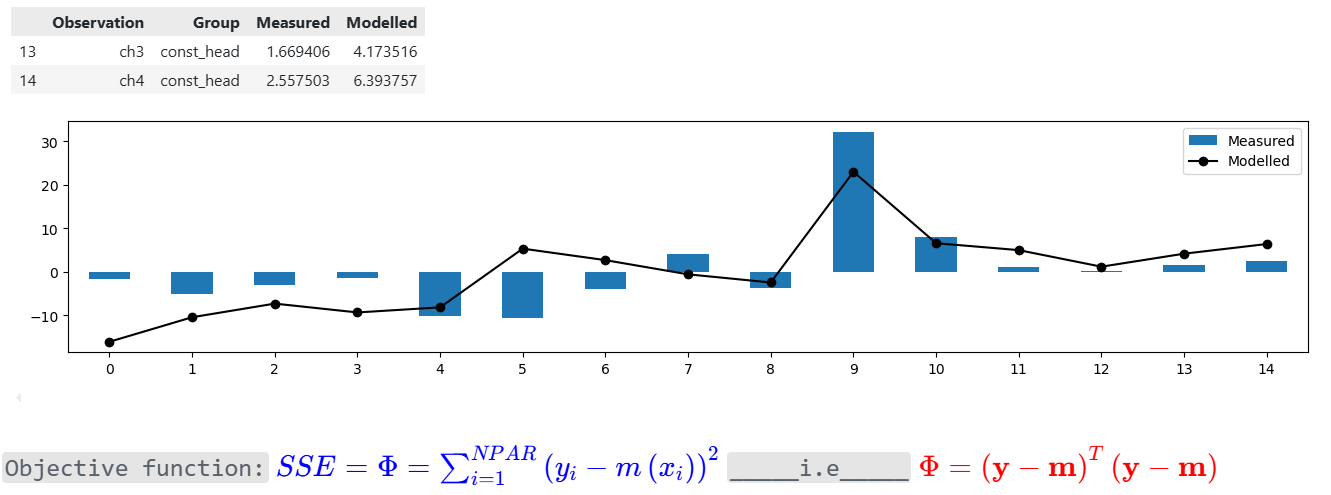 Observation Group Measured Modelled
13 ch3 const_head 1.669406 4.173516
14 ch4 const_head 2.557503 6.393757
Measured
Modelled
30
20
10
0
−10
0 1 2 3 4 5 6 7 8 9 10 11 12 13 14
Objective function: SSE = Φ = ∑_{i=1}^{NPAR} (y_i − m (x_i))^2 _____i.e_____ Φ = (y − m)^T (y − m)